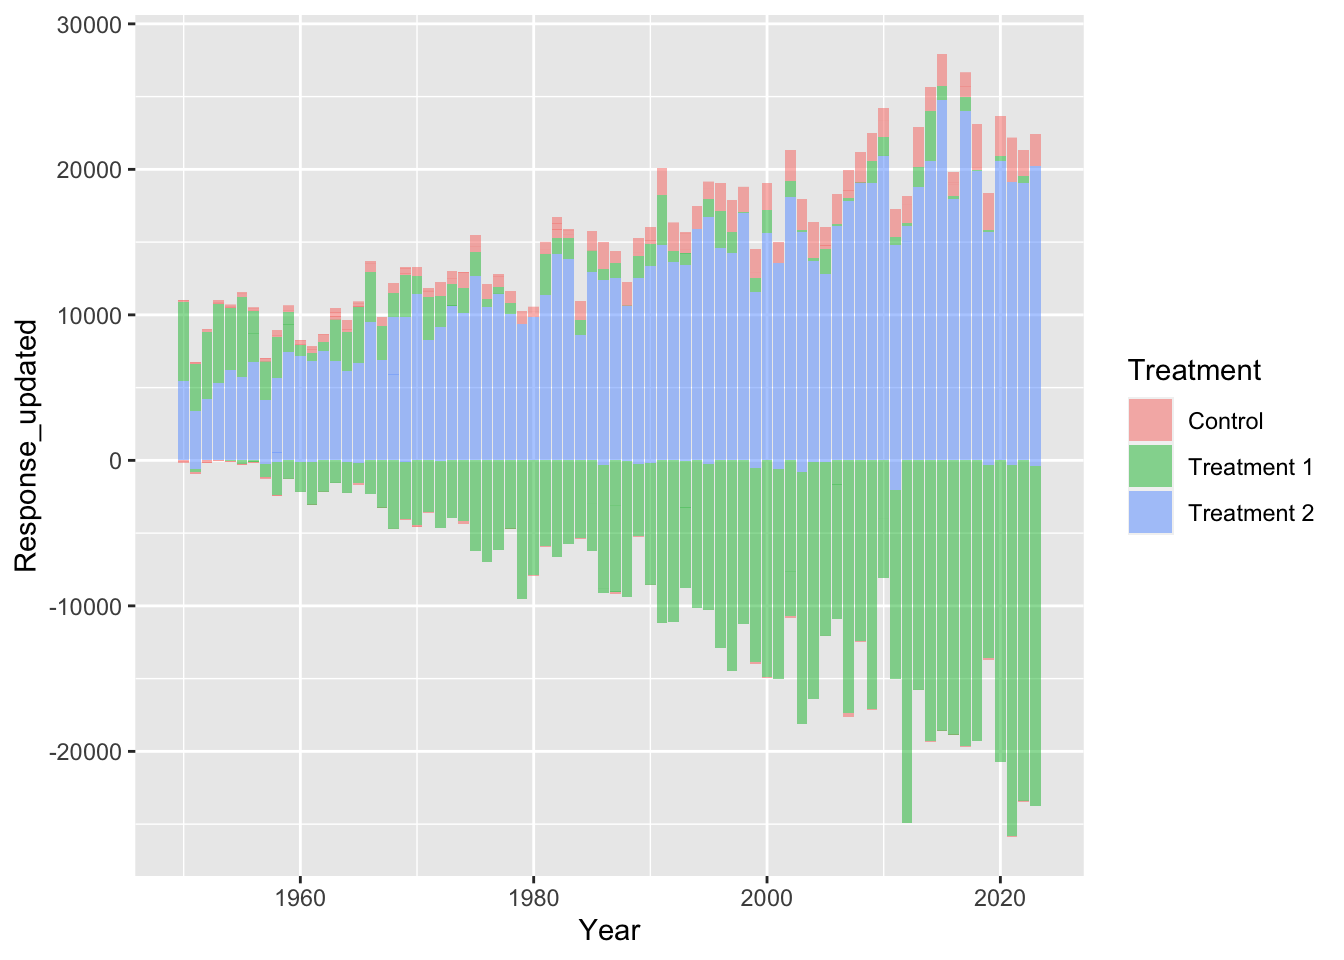 30000
20000
10000
0
-10000
-20000
Response_updated
1960
1980
2000
2020
Year
Treatment
Control
Treatment 1
Treatment 2